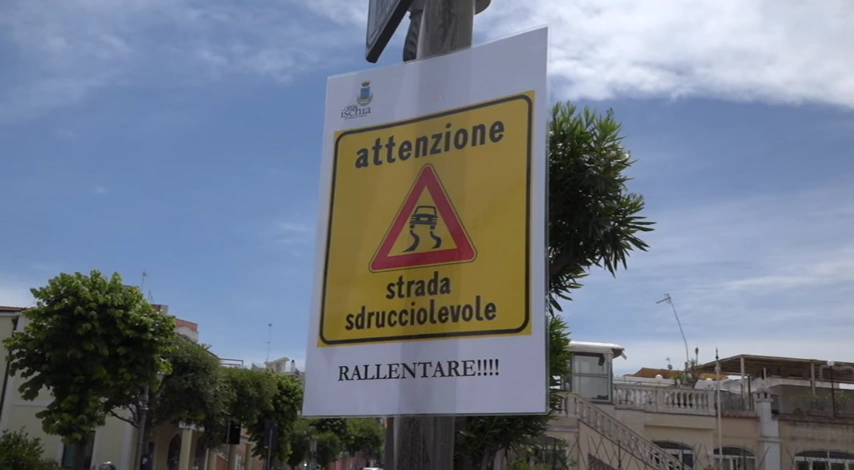 ischia
attenzione
strada
sdrucciolevole
RALLENTARE!!!!